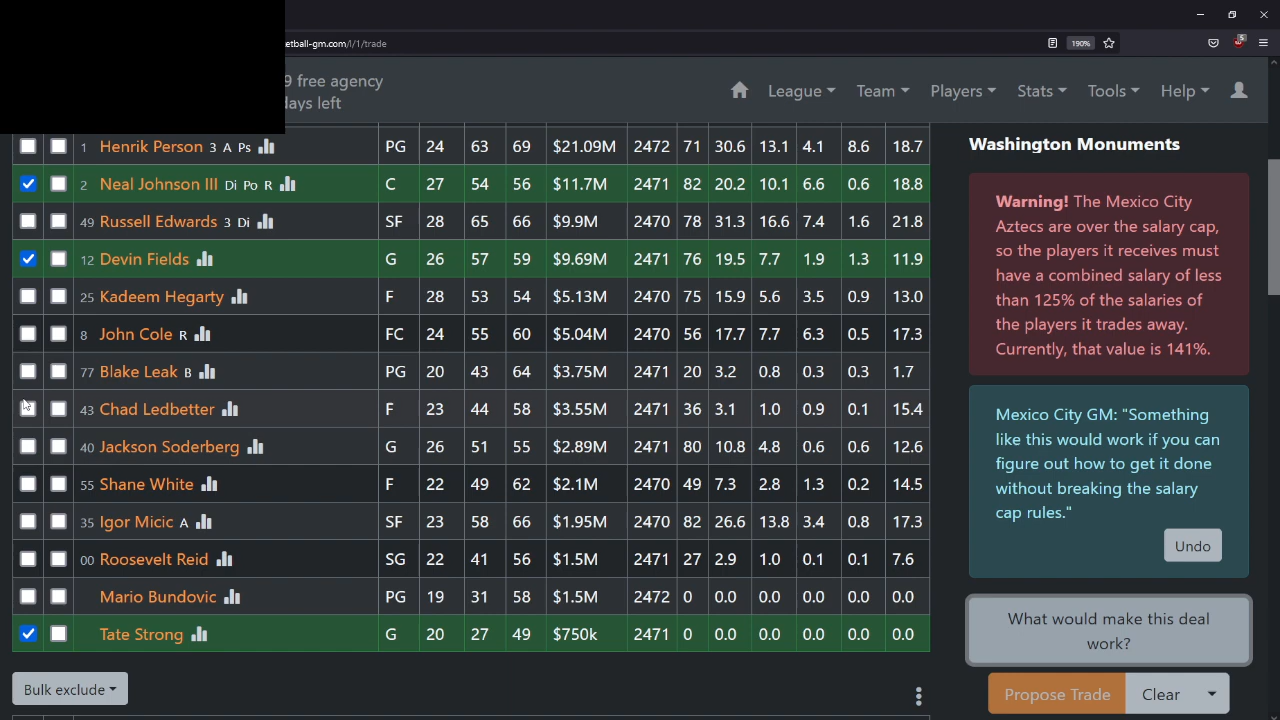 etball-gm.com/l/1/trade
190%
5
9 free agency
days left
League
Team
Players
Stats
Tools
Help
1 Henrik Person 3 A Ps PG 24 63 69 $21.09M 2472 71 30.6 13.1 4.1 8.6 18.7
2 Neal Johnson III Di Po R C 27 54 56 $11.7M 2471 82 20.2 10.1 6.6 0.6 18.8
49 Russell Edwards 3 Di SF 28 65 66 $9.9M 2470 78 31.3 16.6 7.4 1.6 21.8
12 Devin Fields G 26 57 59 $9.69M 2471 76 19.5 7.7 1.9 1.3 11.9
25 Kadeem Hegarty F 28 53 54 $5.13M 2470 75 15.9 5.6 3.5 0.9 13.0
8 John Cole R FC 24 55 60 $5.04M 2470 56 17.7 7.7 6.3 0.5 17.3
77 Blake Leak B PG 20 43 64 $3.75M 2471 20 3.2 0.8 0.3 0.3 1.7
43 Chad Ledbetter F 23 44 58 $3.55M 2471 36 3.1 1.0 0.9 0.1 15.4
40 Jackson Soderberg G 26 51 55 $2.89M 2471 80 10.8 4.8 0.6 0.6 12.6
55 Shane White F 22 49 62 $2.1M 2470 49 7.3 2.8 1.3 0.2 14.5
35 Igor Micic A SF 23 58 66 $1.95M 2470 82 26.6 13.8 3.4 0.8 17.3
00 Roosevelt Reid SG 22 41 56 $1.5M 2471 27 2.9 1.0 0.1 0.1 7.6
Mario Bundovic PG 19 31 58 $1.5M 2472 0 0.0 0.0 0.0 0.0 0.0
Tate Strong G 20 27 49 $750k 2471 0 0.0 0.0 0.0 0.0 0.0
Bulk exclude
Washington Monuments
Warning! The Mexico City
Aztecs are over the salary cap,
so the players it receives must
have a combined salary of less
than 125% of the salaries of
the players it trades away.
Currently, that value is 141%.
Mexico City GM: "Something
like this would work if you can
figure out how to get it done
without breaking the salary
cap rules."
Undo
What would make this deal
work?
Propose Trade
Clear